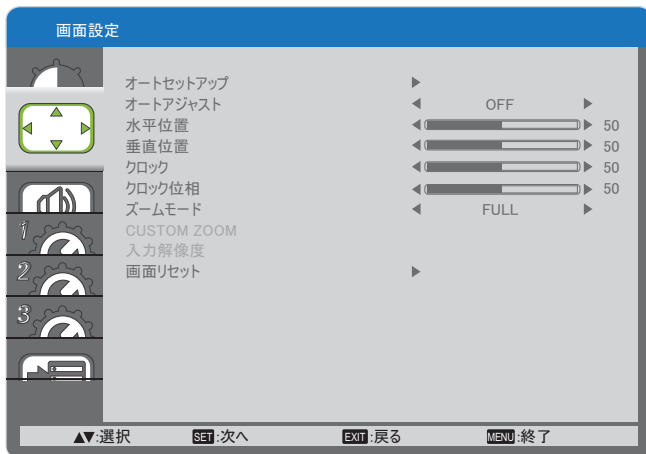 画面設定
オートセットアップ
オートアジャスト OFF
水平位置 50
垂直位置 50
クロック 50
クロック位相 50
ズームモード FULL
CUSTOM ZOOM
入力解像度
画面リセット
1
2
3
▲▼:選択 SET:次へ EXIT:戻る MENU:終了